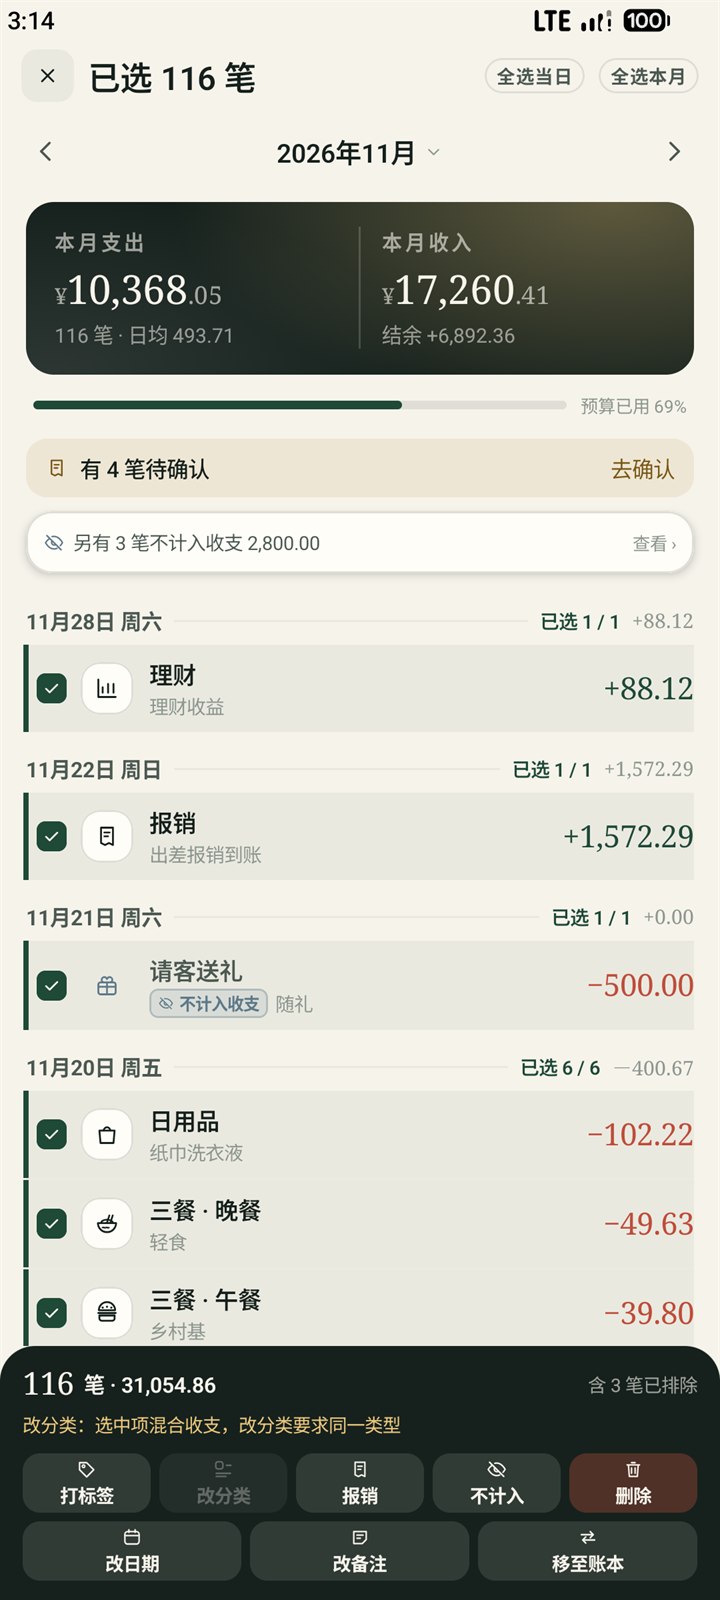 3:14 LTE 100
已选 116 笔 全选当日 全选本月
2026年11月
本月支出 本月收入
¥10,368.05 ¥17,260.41
116 笔 · 日均 493.71 结余 +6,892.36
预算已用 69%
有 4 笔待确认 去确认
另有 3 笔不计入收支 2,800.00 查看 ›
11月28日 周六 已选 1 / 1 +88.12
理财
理财收益
+88.12
11月22日 周日 已选 1 / 1 +1,572.29
报销
出差报销到账
+1,572.29
11月21日 周六 已选 1 / 1 +0.00
请客送礼
不计入收支 随礼
−500.00
11月20日 周五 已选 6 / 6 −400.67
日用品
纸巾洗衣液
−102.22
三餐 · 晚餐
轻食
−49.63
三餐 · 午餐
乡村基
−39.80
116 笔 · 31,054.86 含 3 笔已排除
改分类：选中项混合收支，改分类要求同一类型
打标签 改分类 报销 不计入 删除
改日期 改备注 移至账本